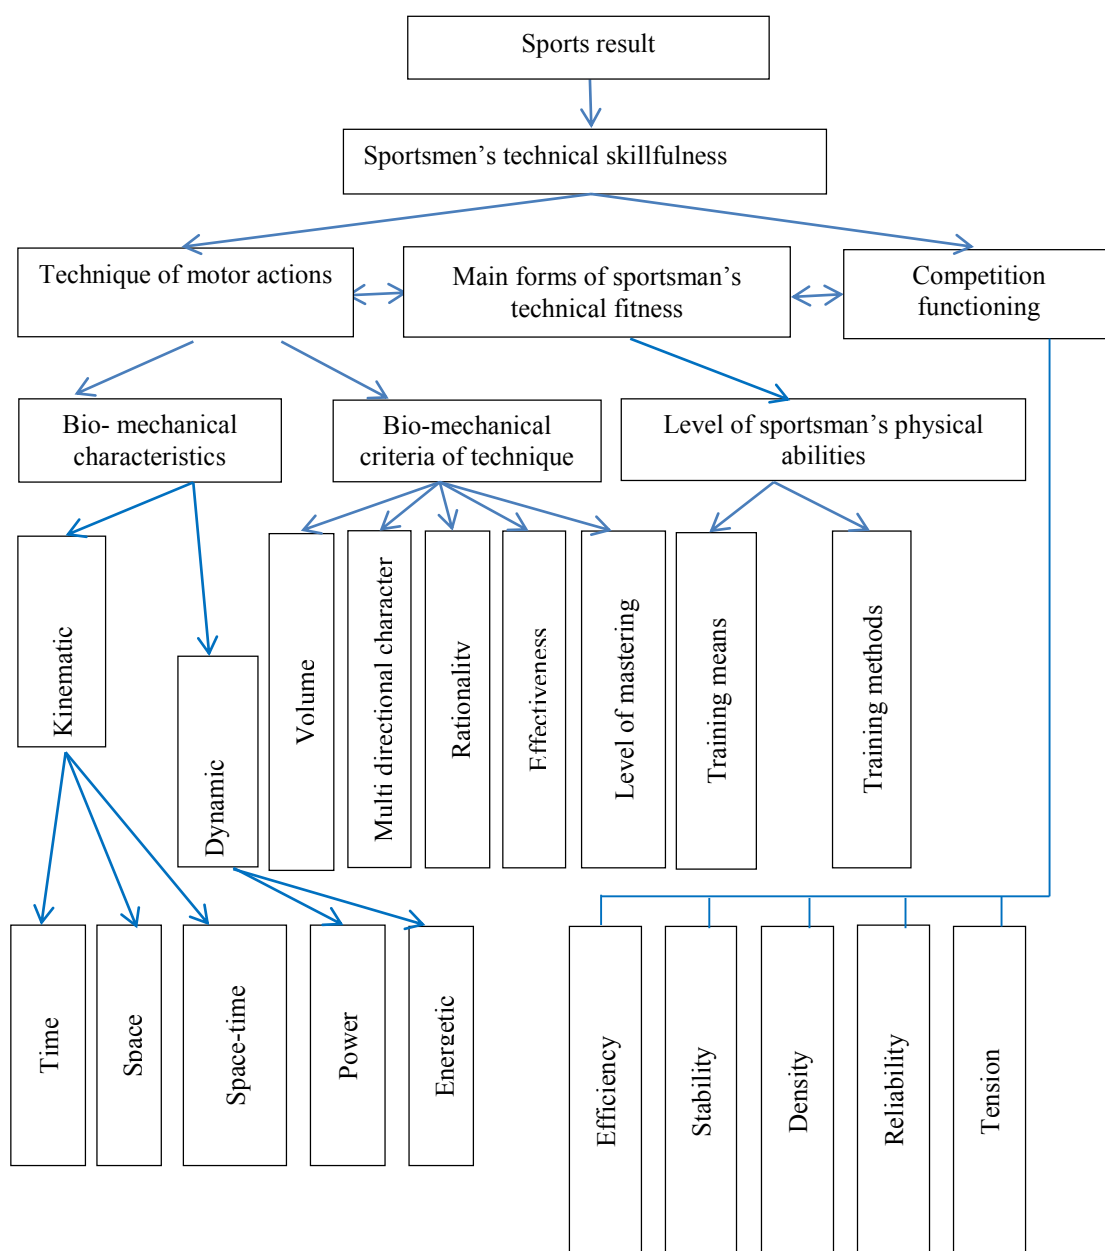 Sports result
Sportsmen's technical skillfulness
Technique of motor actions
Main forms of sportsman's
technical fitness
Competition
functioning
Bio- mechanical
characteristics
Bio-mechanical
criteria of technique
Level of sportsman's physical
abilities
Kinematic
Dynamic
Volume
Multi directional character
Rationality
Effectiveness
Level of mastering
Training means
Training methods
Time
Space
Space-time
Power
Energetic
Efficiency
Stability
Density
Reliability
Tension